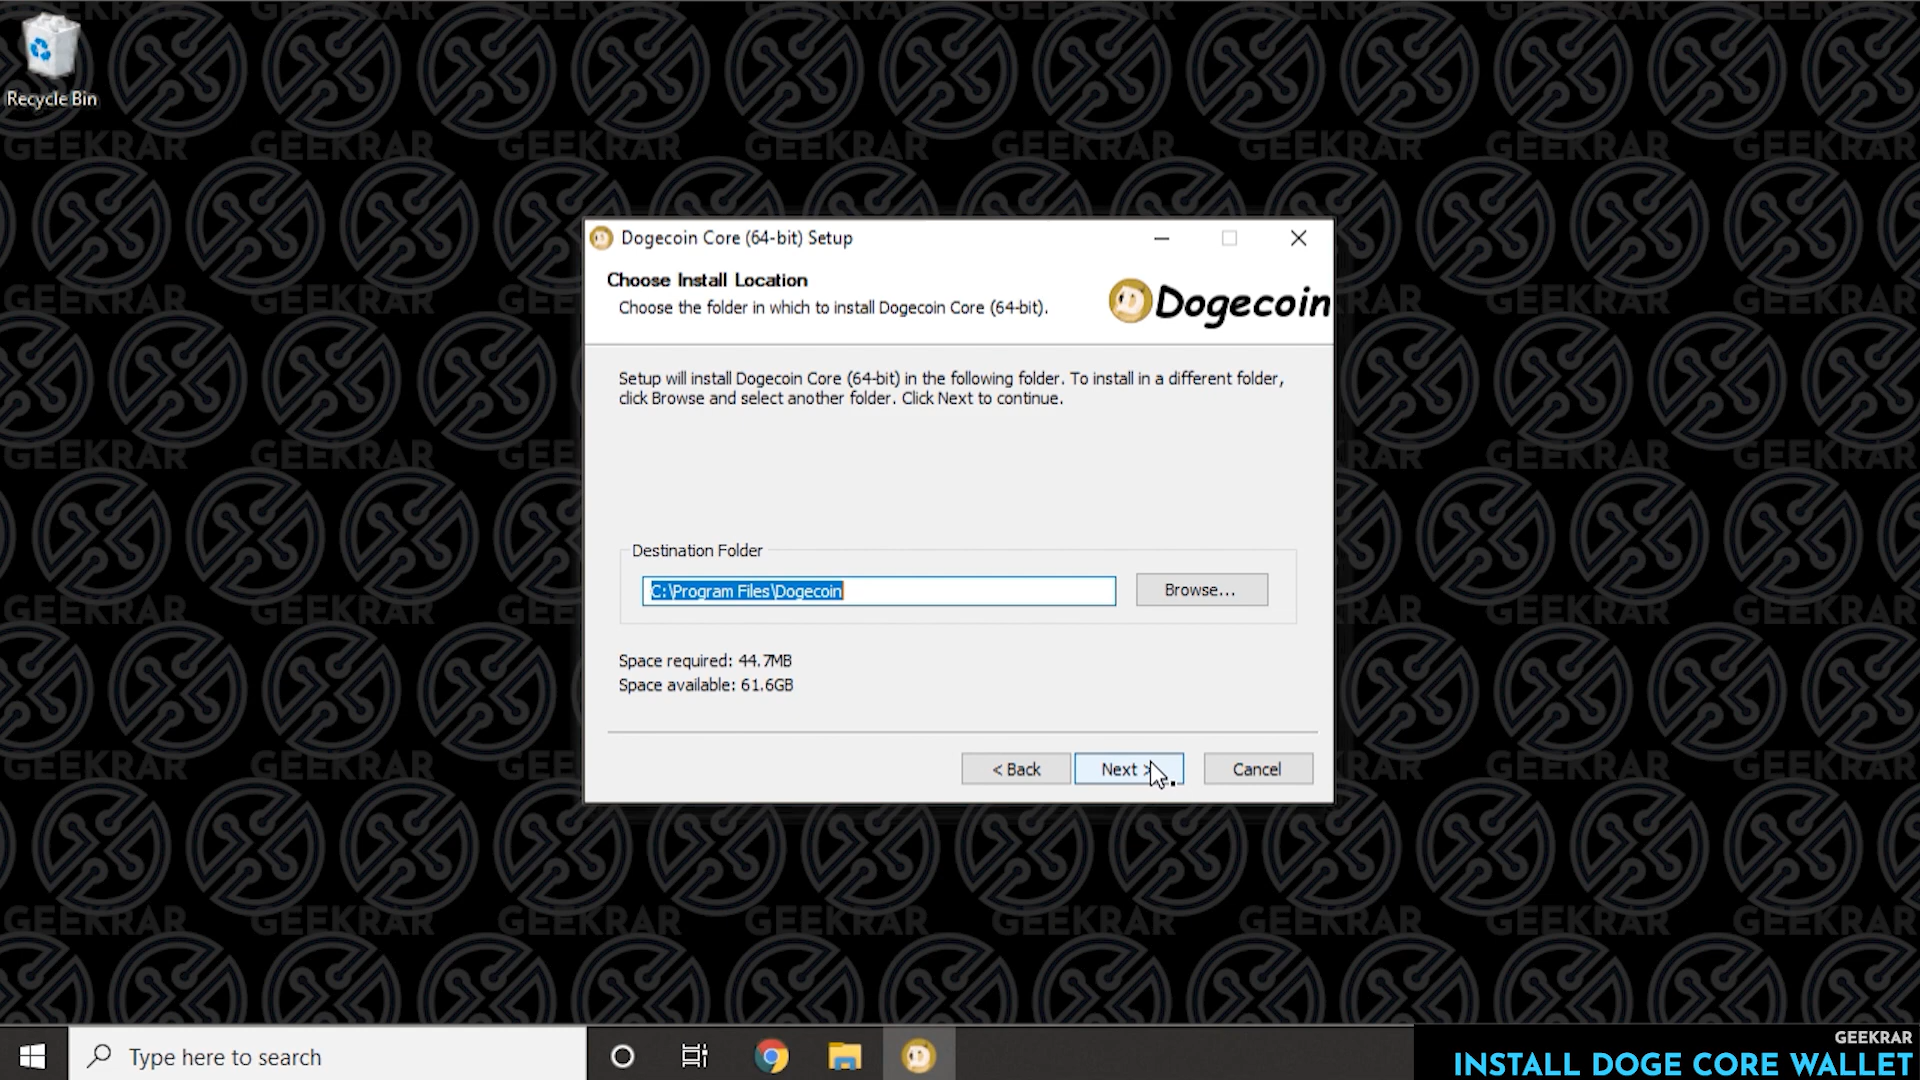 Recycle Bin
Dogecoin Core (64-bit) Setup
Choose Install Location
Choose the folder in which to install Dogecoin Core (64-bit).
Dogecoin
Setup will install Dogecoin Core (64-bit) in the following folder. To install in a different folder,
click Browse and select another folder. Click Next to continue.
Destination Folder
C:\Program Files\Dogecoin
Browse...
Space required: 44.7MB
Space available: 61.6GB
< Back
Next >
Cancel
Type here to search
GEEKRAR
INSTALL DOGE CORE WALLET